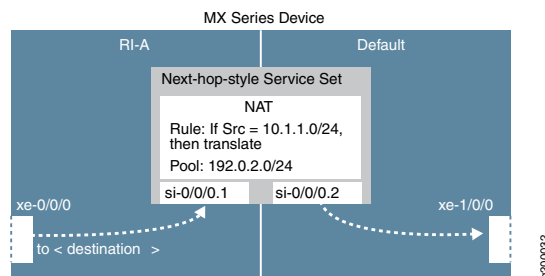 MX Series Device
RI-A
Default
Next-hop-style Service Set
NAT
Rule: If Src = 10.1.1.0/24,
then translate
Pool: 192.0.2.0/24
si-0/0/0.1
si-0/0/0.2
xe-0/0/0
xe-1/0/0
to < destination >